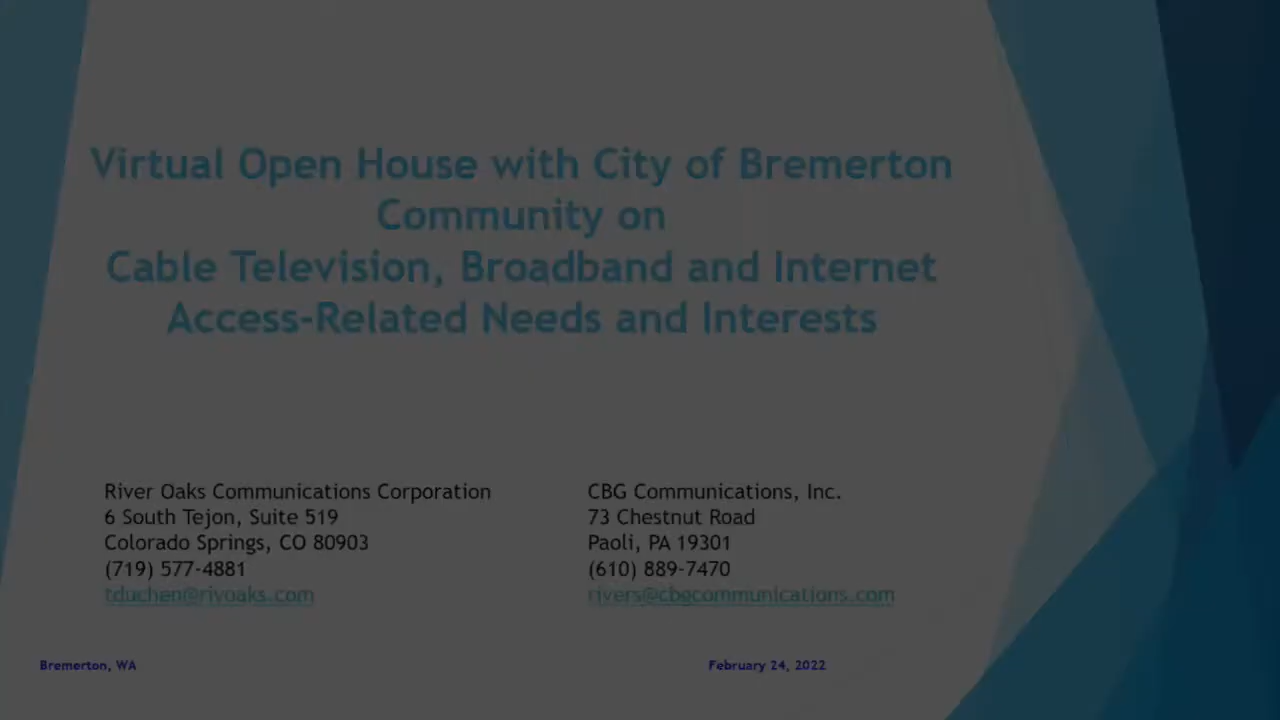 Virtual Open House with City of Bremerton
Community on
Cable Television, Broadband and Internet
Access-Related Needs and Interests
River Oaks Communications Corporation
6 South Tejon, Suite 519
Colorado Springs, CO 80903
(719) 577-4881
tduchen@rivoaks.com
CBG Communications, Inc.
73 Chestnut Road
Paoli, PA 19301
(610) 889-7470
rivers@cbgcommunications.com
Bremerton, WA
February 24, 2022